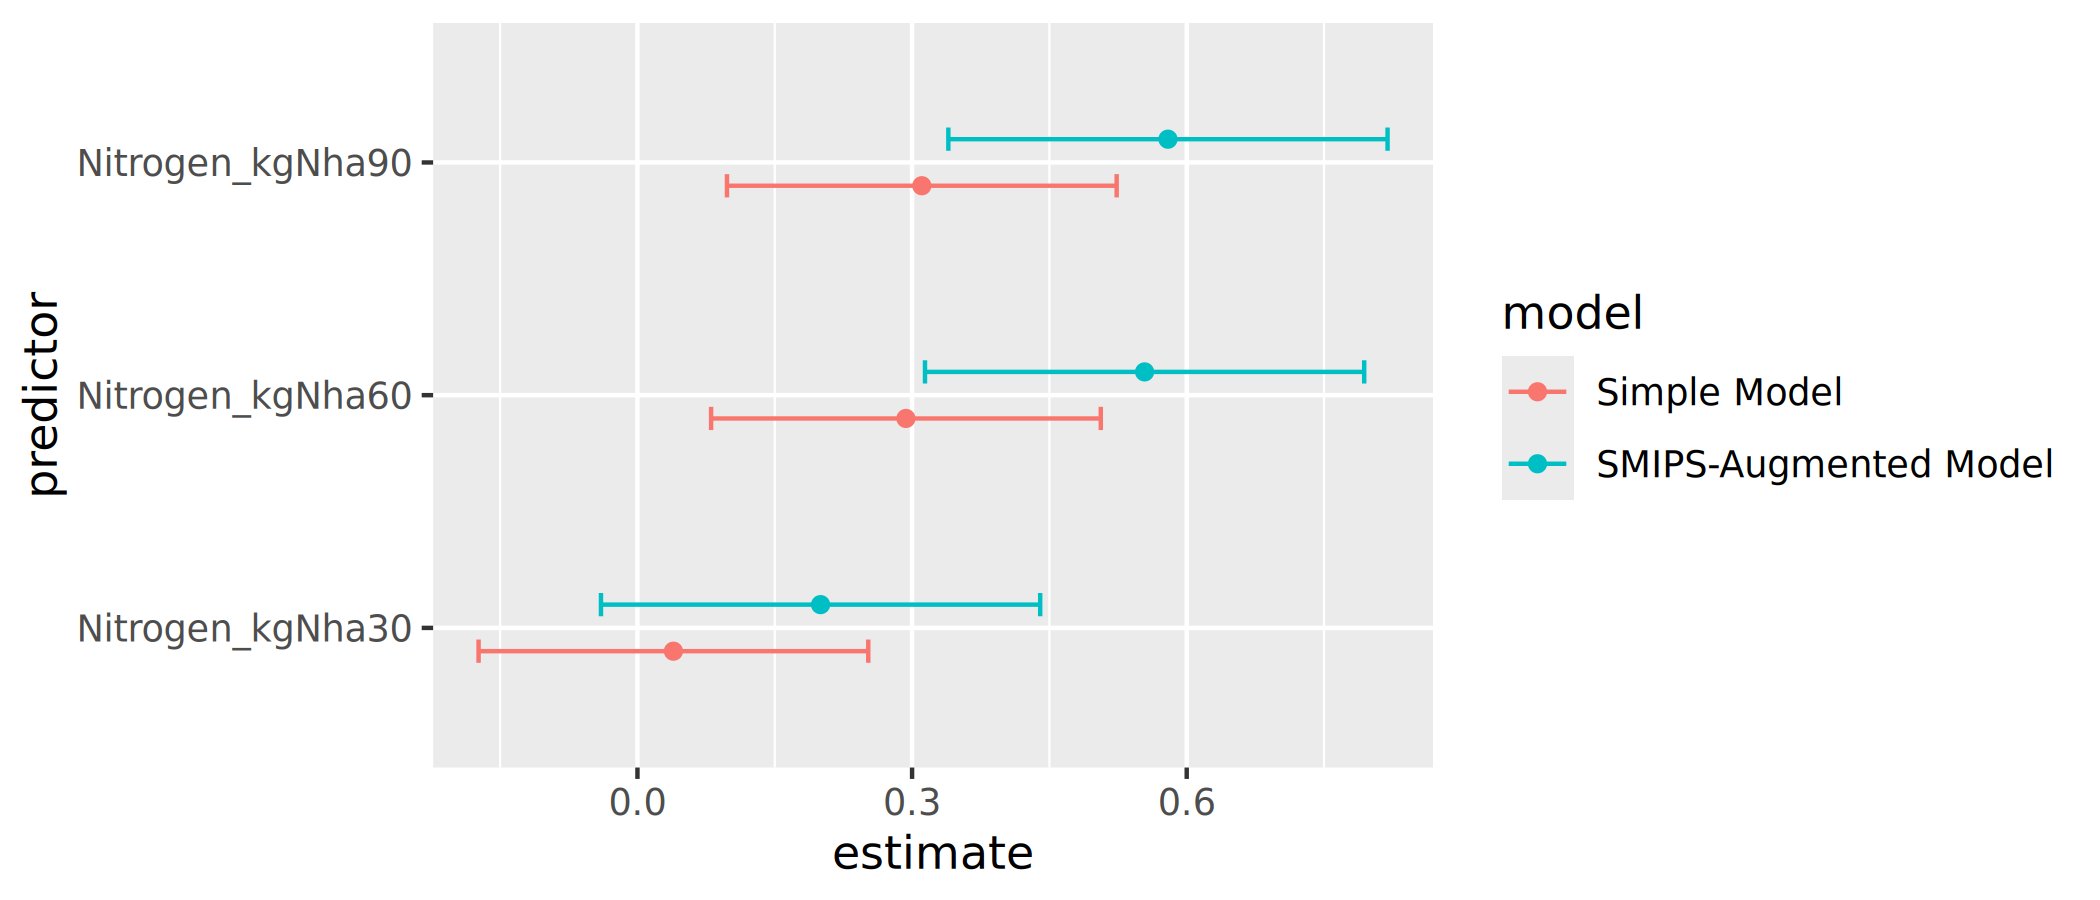 Nitrogen_kgNha90
Nitrogen_kgNha60
Nitrogen_kgNha30
predictor
0.0 0.3 0.6
estimate
model
Simple Model
SMIPS-Augmented Model